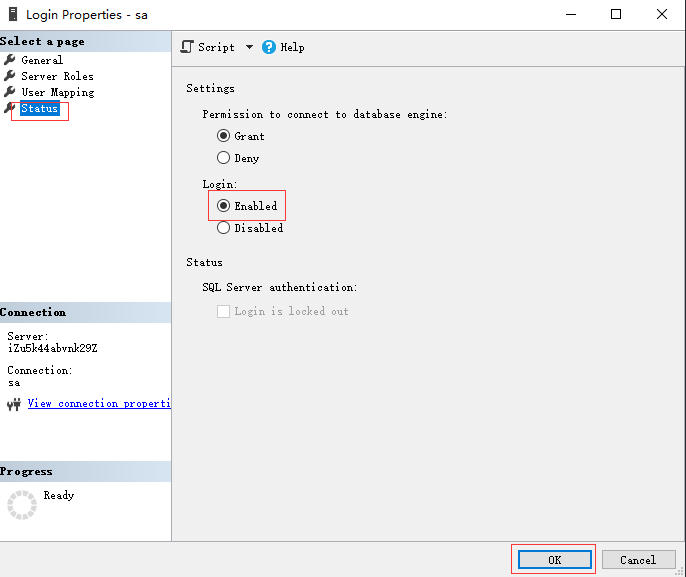 Login Properties - sa
Select a page
General
Server Roles
User Mapping
Status
Script
Help
Settings
Permission to connect to database engine:
Grant
Deny
Login:
Enabled
Disabled
Status
SQL Server authentication:
Login is locked out
Connection
Server:
iZu5k44abvnk29Z
Connection:
sa
View connection properti
Progress
Ready
OK
Cancel